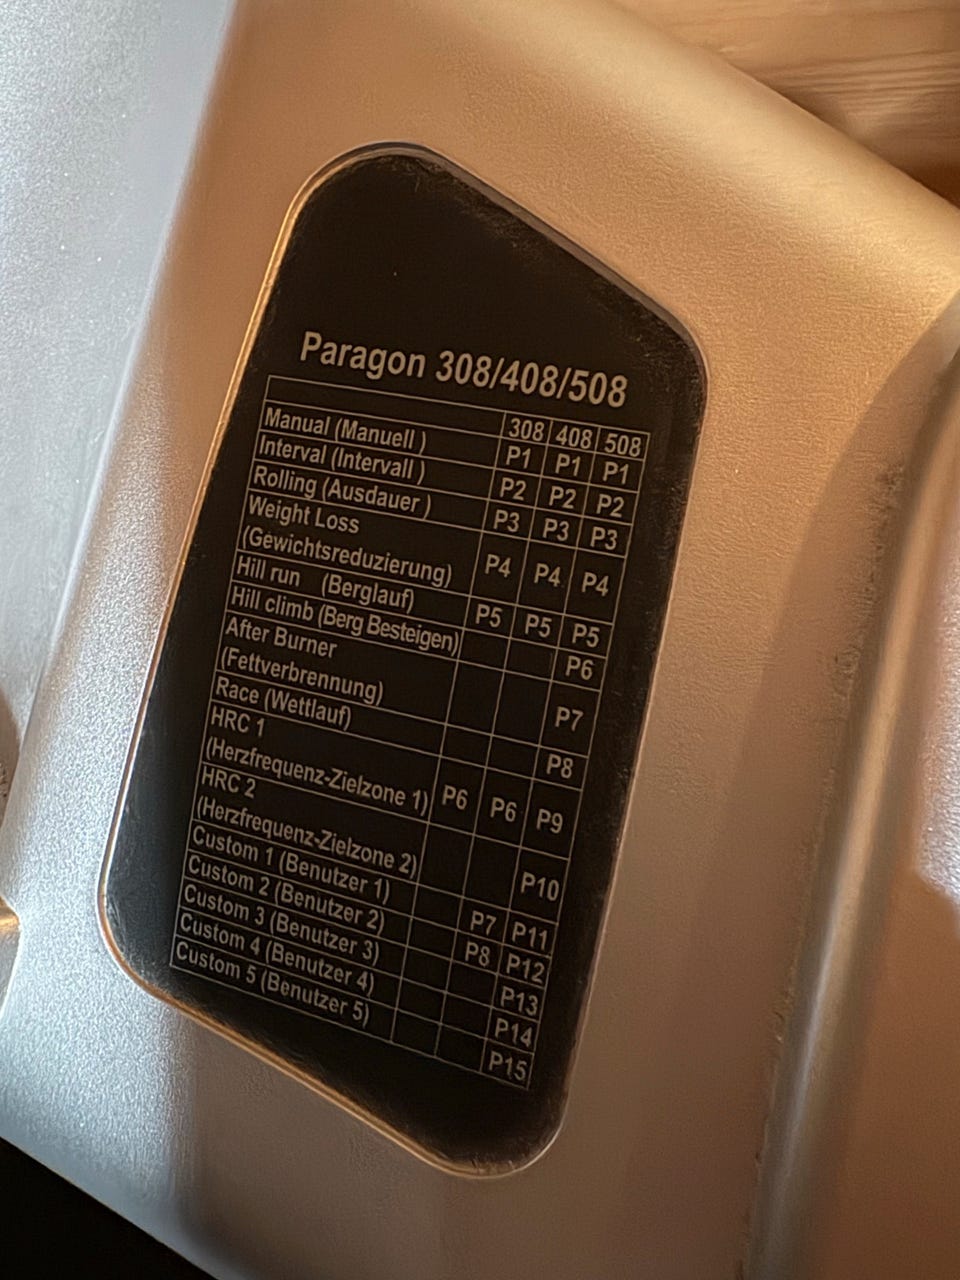 Paragon 308/408/508
308 408 508
Manual (Manuell ) P1 P1 P1
Interval (Intervall ) P2 P2 P2
Rolling (Ausdauer ) P3 P3 P3
Weight Loss
(Gewichtsreduzierung) P4 P4 P4
Hill run (Berglauf) P5 P5 P5
Hill climb (Berg Besteigen) P6
After Burner
(Fettverbrennung) P7
Race (Wettlauf) P8
HRC 1
(Herzfrequenz-Zielzone 1) P6 P6 P9
HRC 2
(Herzfrequenz-Zielzone 2) P10
Custom 1 (Benutzer 1) P7 P11
Custom 2 (Benutzer 2) P8 P12
Custom 3 (Benutzer 3) P13
Custom 4 (Benutzer 4) P14
Custom 5 (Benutzer 5) P15